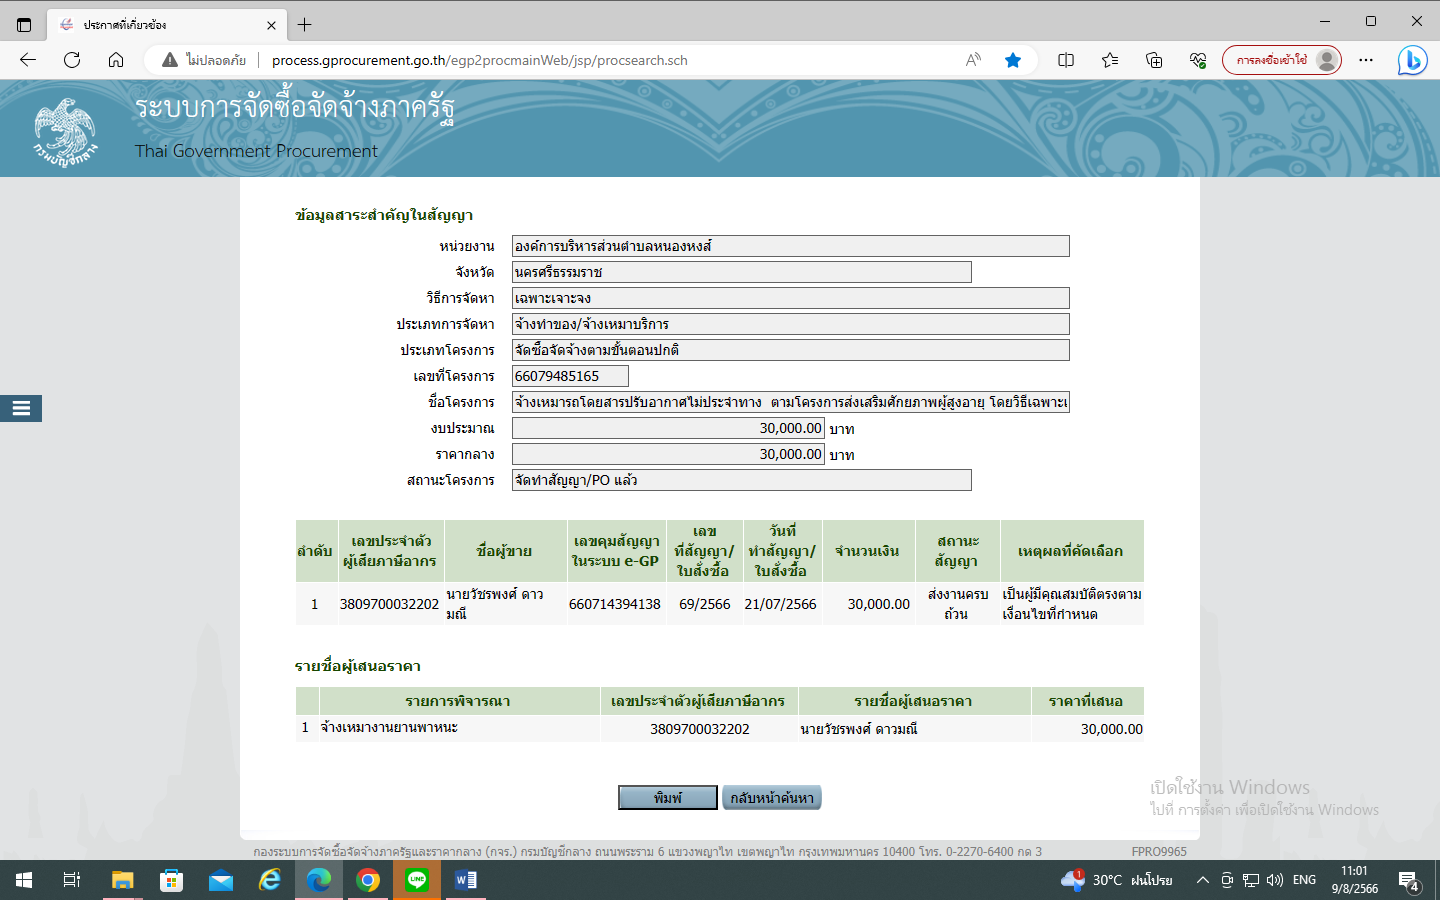 ประกาศที่เกี่ยวข้อง
ไม่ปลอดภัย
process.gprocurement.go.th/egp2procmainWeb/jsp/procsearch.sch
การลงชื่อเข้าใช้
ระบบการจัดซื้อจัดจ้างภาครัฐ
Thai Government Procurement
กรมบัญชีกลาง
ข้อมูลสาระสำคัญในสัญญา
หน่วยงาน องค์การบริหารส่วนตำบลหนองหงส์
จังหวัด นครศรีธรรมราช
วิธีการจัดหา เฉพาะเจาะจง
ประเภทการจัดหา จ้างทำของ/จ้างเหมาบริการ
ประเภทโครงการ จัดซื้อจัดจ้างตามขั้นตอนปกติ
เลขที่โครงการ 66079485165
ชื่อโครงการ จ้างเหมารถโดยสารปรับอากาศไม่ประจำทาง ตามโครงการส่งเสริมศักยภาพผู้สูงอายุ โดยวิธีเฉพาะเ
งบประมาณ 30,000.00 บาท
ราคากลาง 30,000.00 บาท
สถานะโครงการ จัดทำสัญญา/PO แล้ว
ลำดับ เลขประจำตัวผู้เสียภาษีอากร ชื่อผู้ขาย เลขคุมสัญญาในระบบ e-GP เลขที่สัญญา/ใบสั่งซื้อ วันที่ทำสัญญา/ใบสั่งซื้อ จำนวนเงิน สถานะสัญญา เหตุผลที่คัดเลือก
1 3809700032202 นายวัชรพงศ์ ดาวมณี 660714394138 69/2566 21/07/2566 30,000.00 ส่งงานครบถ้วน เป็นผู้มีคุณสมบัติตรงตามเงื่อนไขที่กำหนด
รายชื่อผู้เสนอราคา
รายการพิจารณา เลขประจำตัวผู้เสียภาษีอากร รายชื่อผู้เสนอราคา ราคาที่เสนอ
1 จ้างเหมางานยานพาหนะ 3809700032202 นายวัชรพงศ์ ดาวมณี 30,000.00
พิมพ์ กลับหน้าค้นหา
เปิดใช้งาน Windows
ไปที่ การตั้งค่า เพื่อเปิดใช้งาน Windows
กองระบบการจัดซื้อจัดจ้างภาครัฐและราคากลาง (กจร.) กรมบัญชีกลาง ถนนพระราม 6 แขวงพญาไท เขตพญาไท กรุงเทพมหานคร 10400 โทร. 0-2270-6400 กด 3 FPRO9965
LINE
1
30°C ฝนโปรย
ENG
11:01
9/8/2566
4